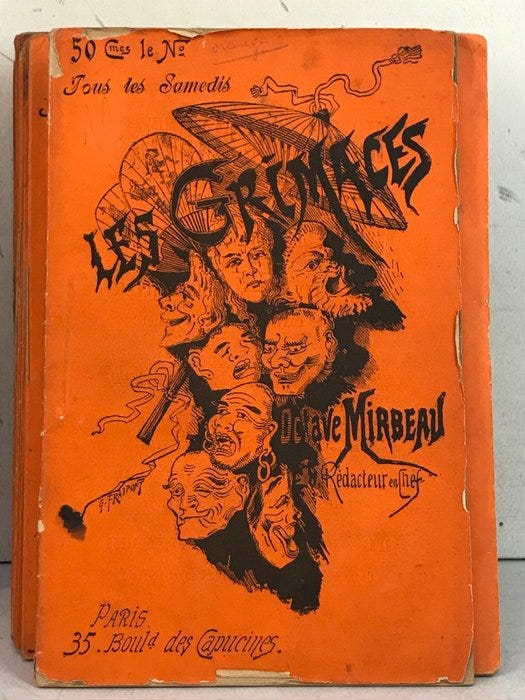 50 Cmes le No
Tous les Samedis
LES GRIMACES
Octave MIRBEAU
Rédacteur en Chef
G. FRAIPONT
PARIS
35. Bould des Capucines.